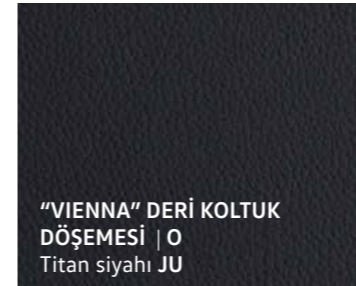 “VIENNA” DERİ KOLTUK
DÖŞEMESİ | O
Titan siyahı JU